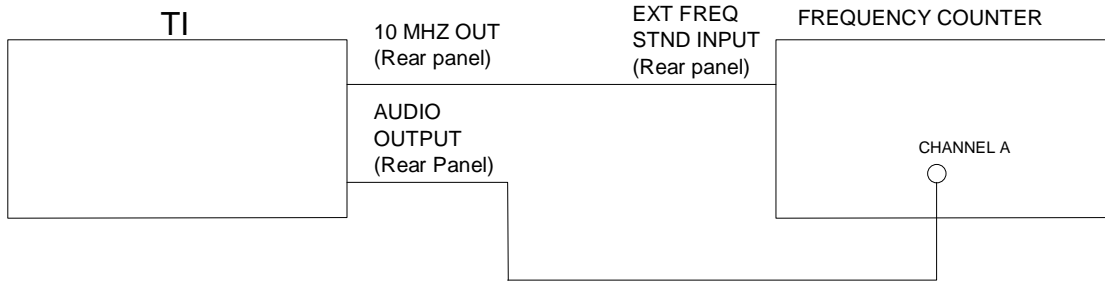 TI
10 MHZ OUT
(Rear panel)
EXT FREQ
STND INPUT
(Rear panel)
FREQUENCY COUNTER
AUDIO
OUTPUT
(Rear Panel)
CHANNEL A